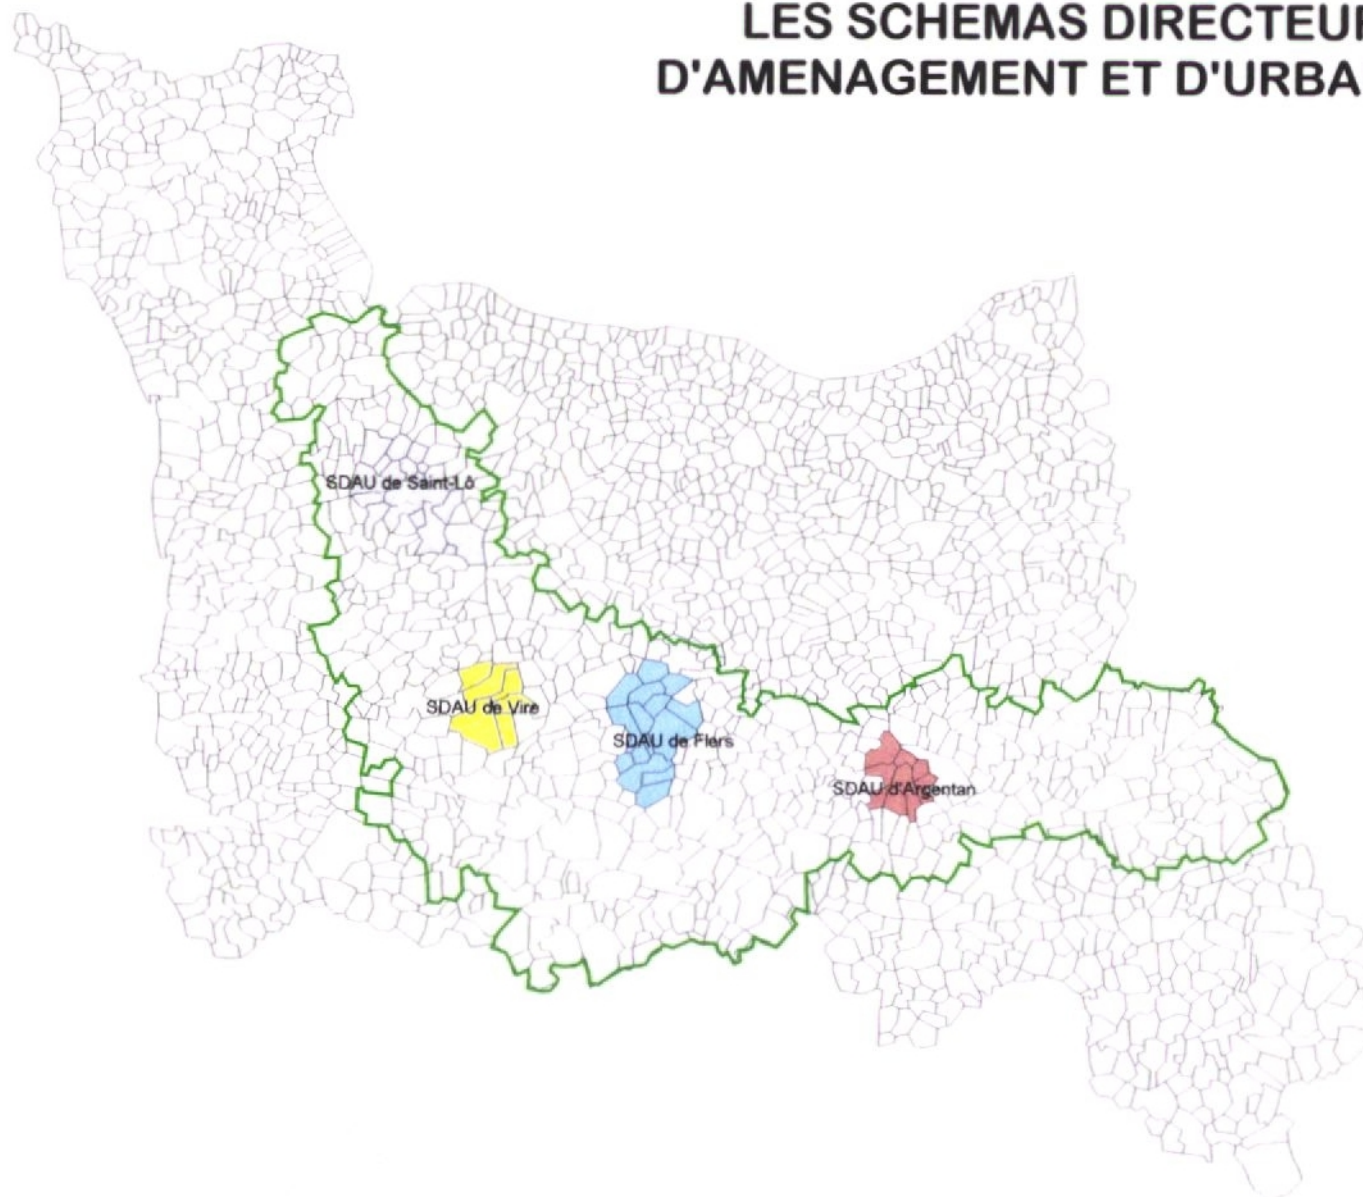 LES SCHEMAS DIRECTEUR
D'AMENAGEMENT ET D'URBA
SDAU de Saint-Lô
SDAU de Vire
SDAU de Flers
SDAU d'Argentan